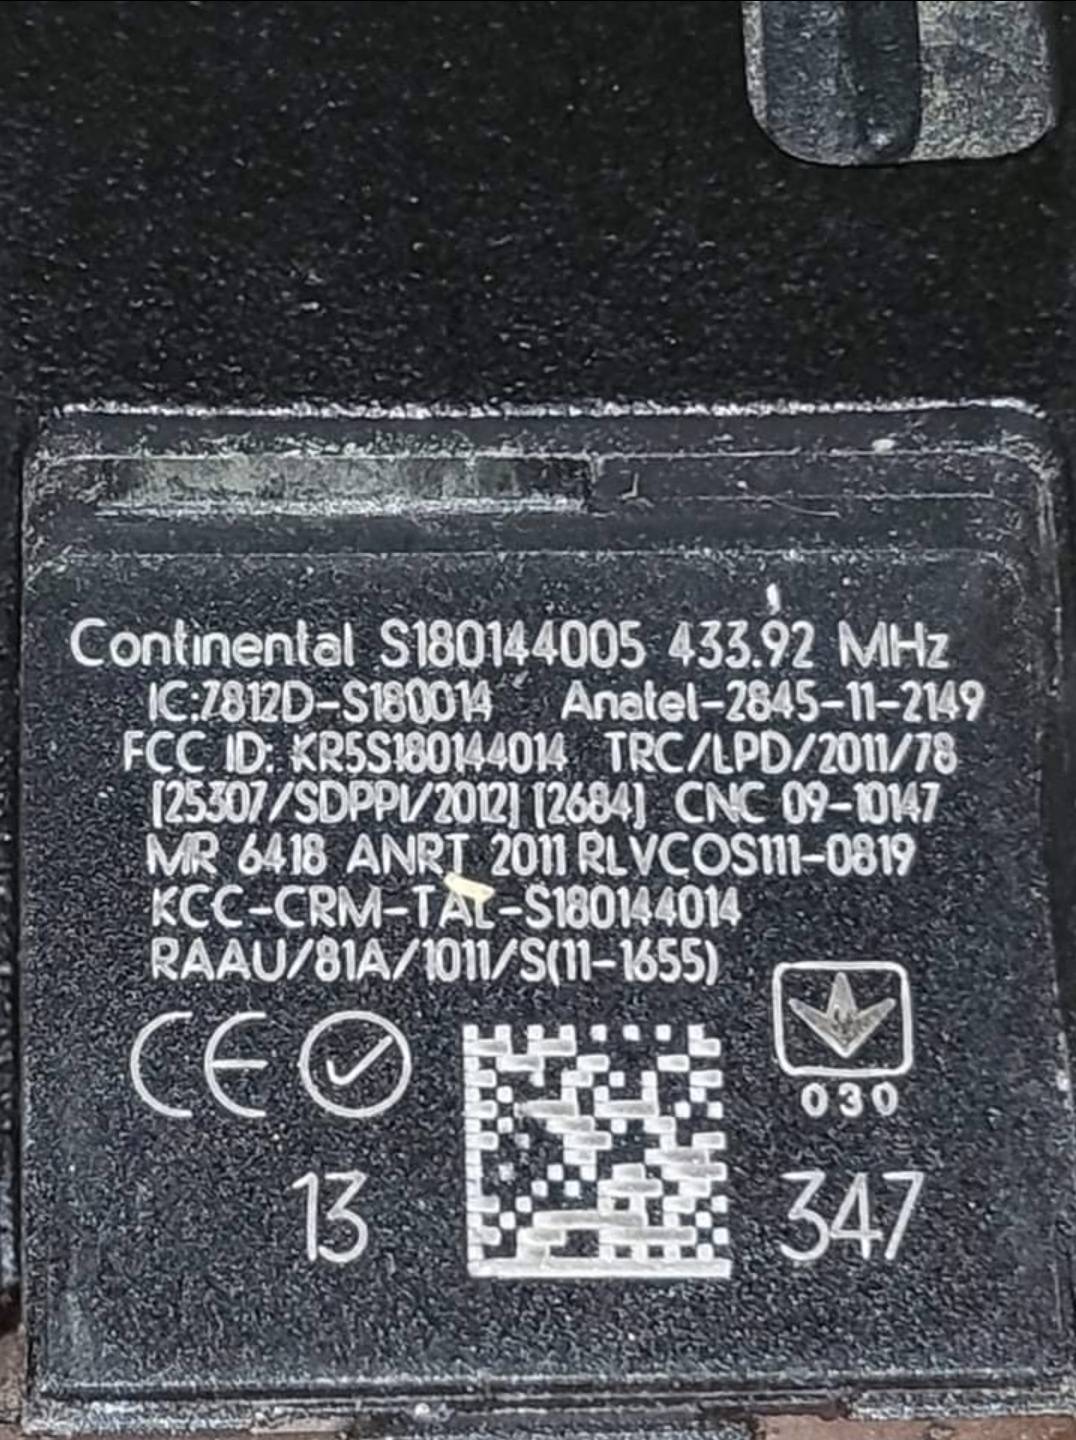 Continental S180144005 433.92 MHz
IC:7812D-S180014 Anatel-2845-11-2149
FCC ID: KR5S180144014 TRC/LPD/2011/78
[25307/SDPPI/2012] [2684] CNC 09-10147
MR 6418 ANRT 2011 RLVCOS111-0819
KCC-CRM-TAL-S180144014
RAAU/81A/1011/S(11-1655)
CE
030
13 347